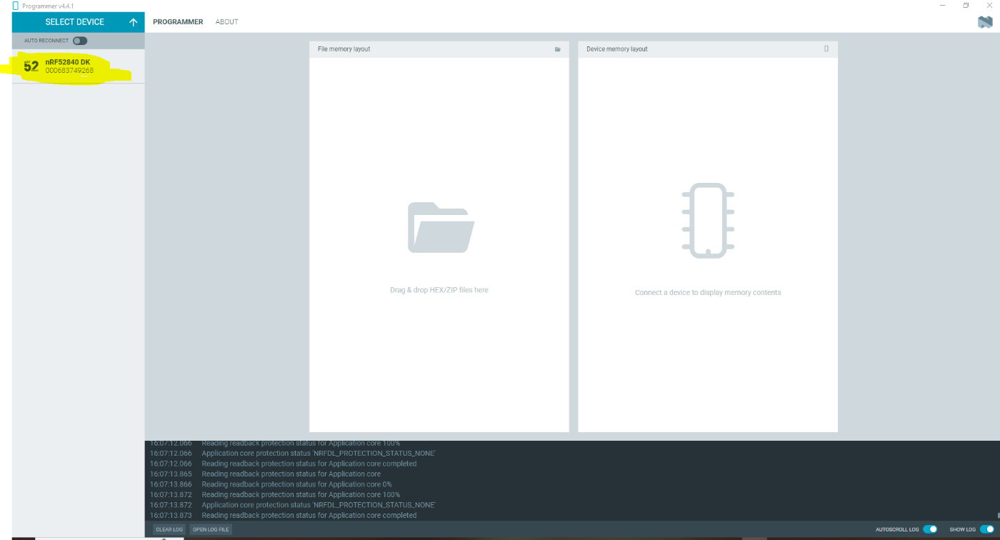 Programmer v4.4.1
SELECT DEVICE
PROGRAMMER
ABOUT
AUTO RECONNECT
52
nRF52840 DK
000683749268
File memory layout
Device memory layout
Drag & drop HEX/ZIP files here
Connect a device to display memory contents
16:07:12.066 Reading readback protection status for Application core 100%
16:07:12.066 Application core protection status 'NRFDL_PROTECTION_STATUS_NONE'
16:07:12.066 Reading readback protection status for Application core completed
16:07:13.865 Reading readback protection status for Application core
16:07:13.866 Reading readback protection status for Application core 0%
16:07:13.872 Reading readback protection status for Application core 100%
16:07:13.872 Application core protection status 'NRFDL_PROTECTION_STATUS_NONE'
16:07:13.873 Reading readback protection status for Application core completed
CLEAR LOG
OPEN LOG FILE
AUTOSCROLL LOG
SHOW LOG